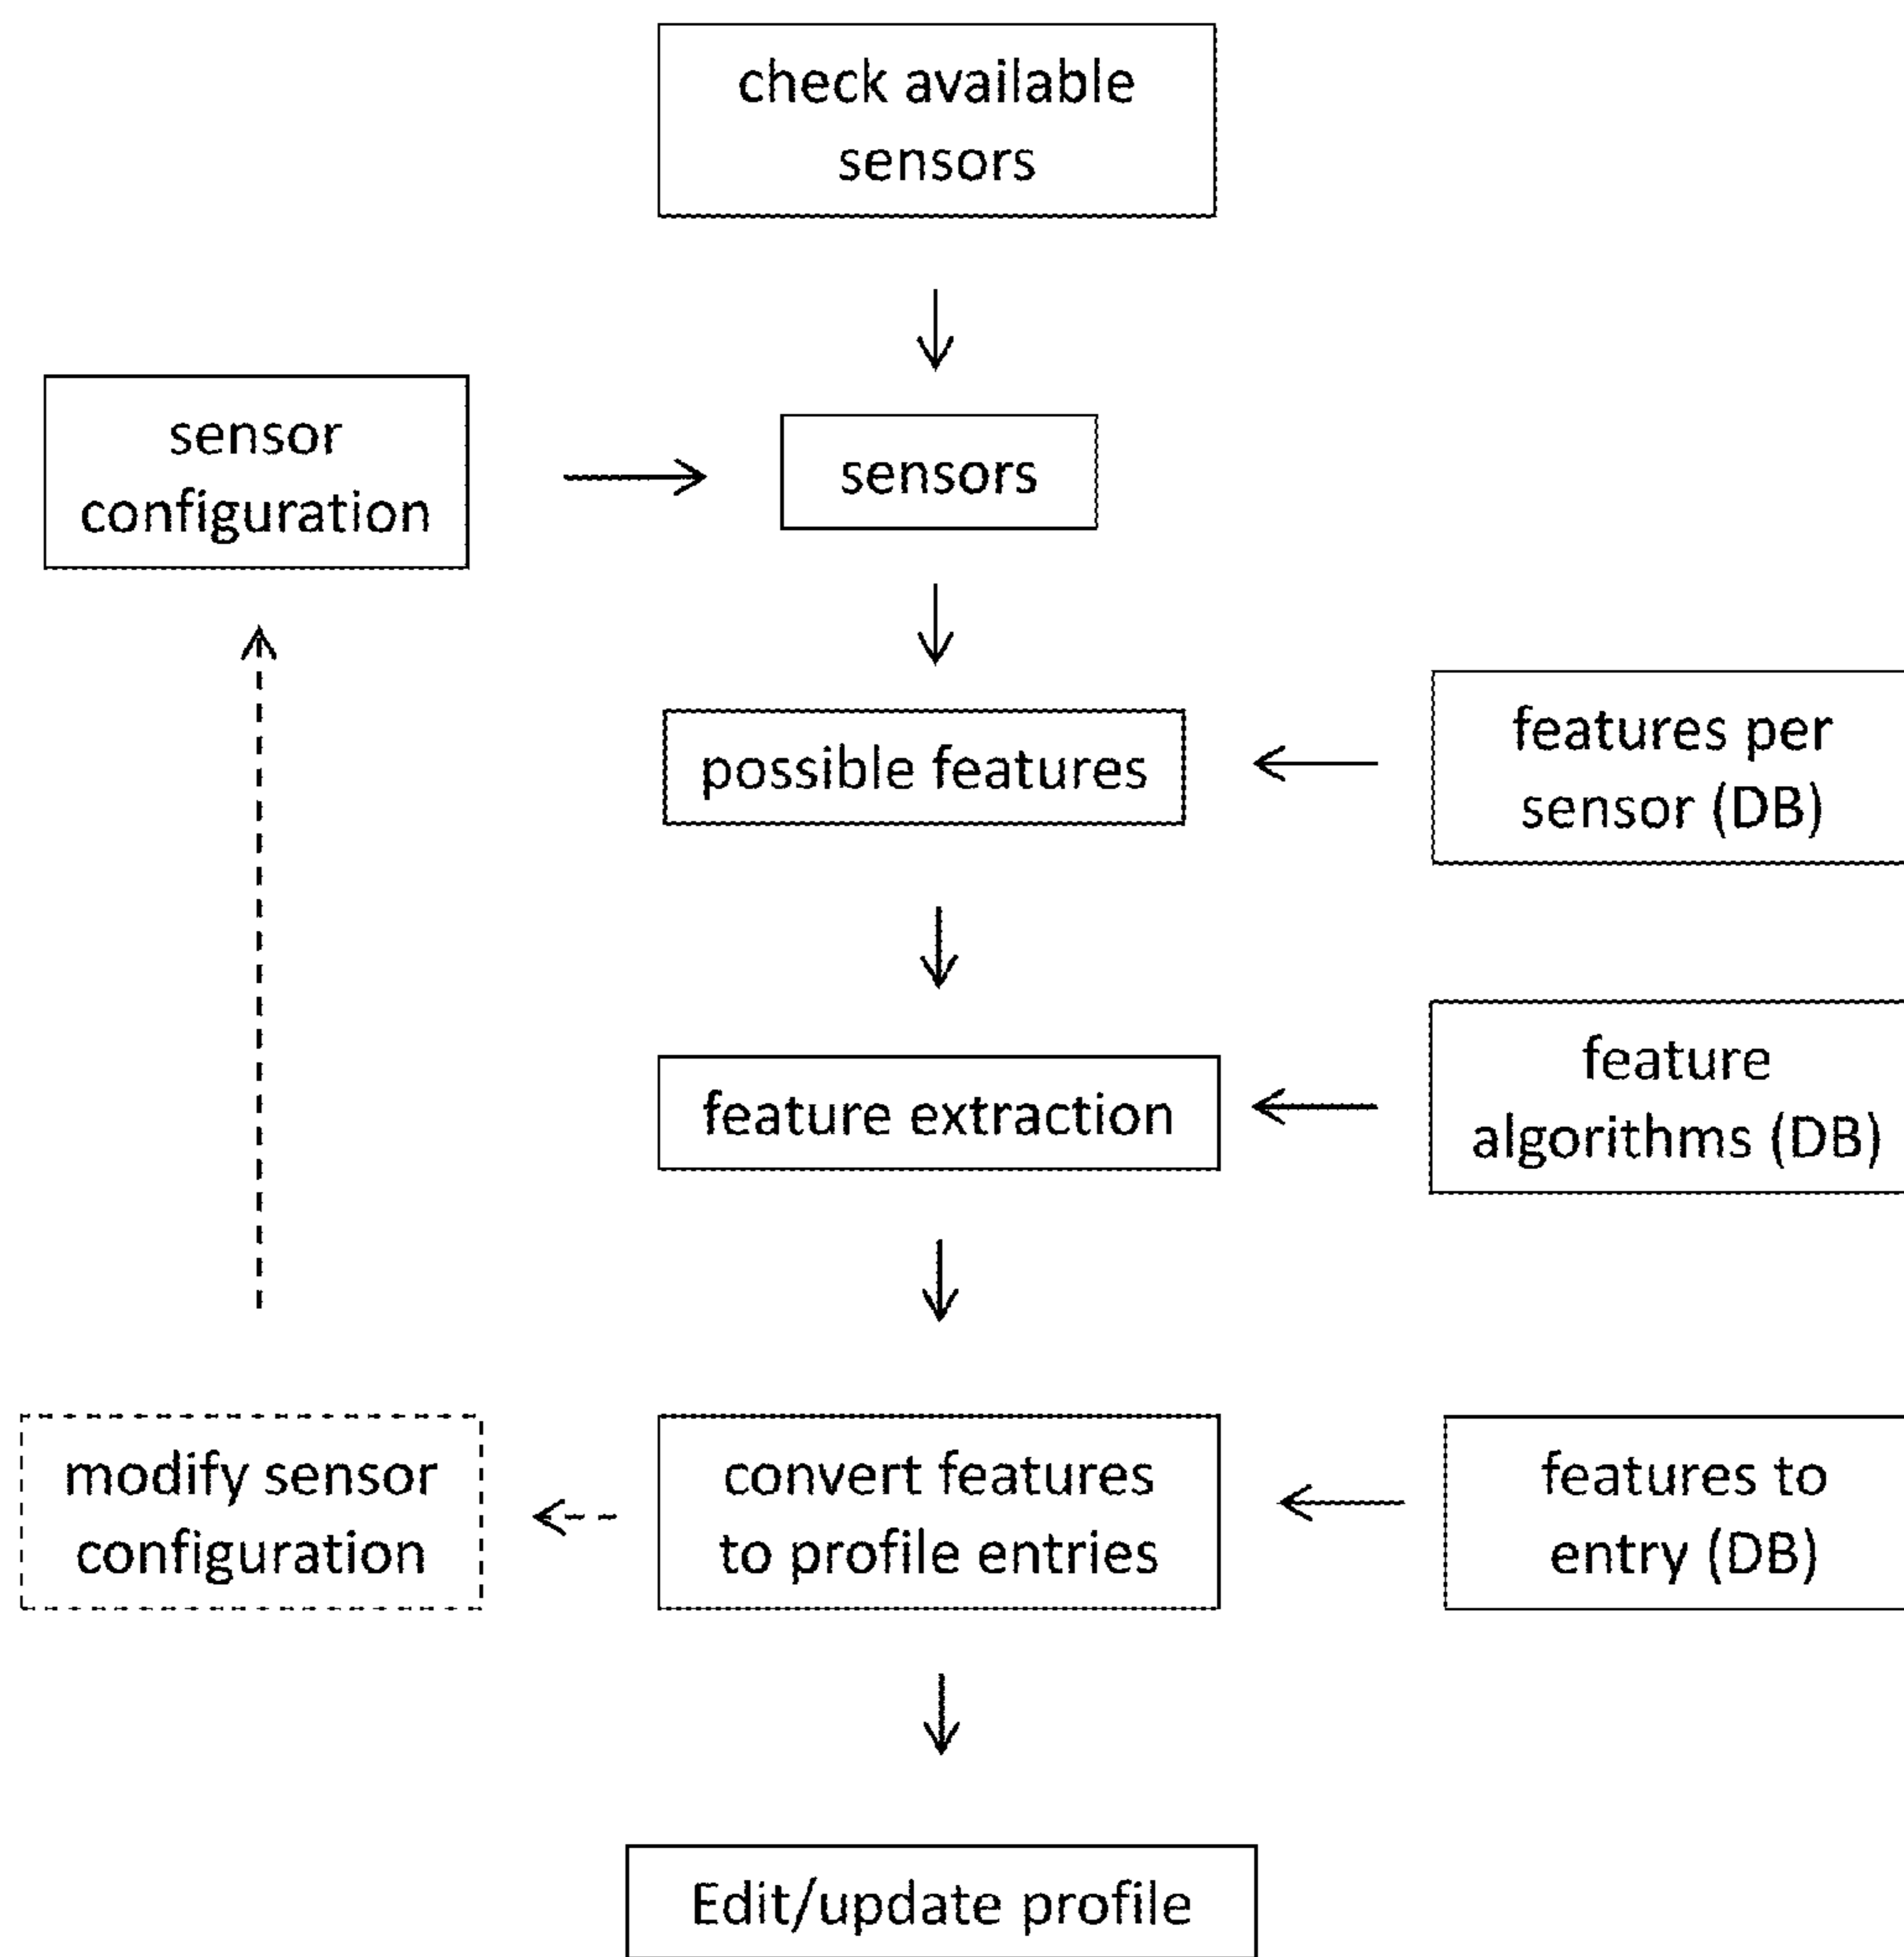 check available
sensors
sensor
configuration
sensors
possible features
features per
sensor (DB)
feature extraction
feature
algorithms (DB)
modify sensor
configuration
convert features
to profile entries
features to
entry (DB)
Edit/update profile